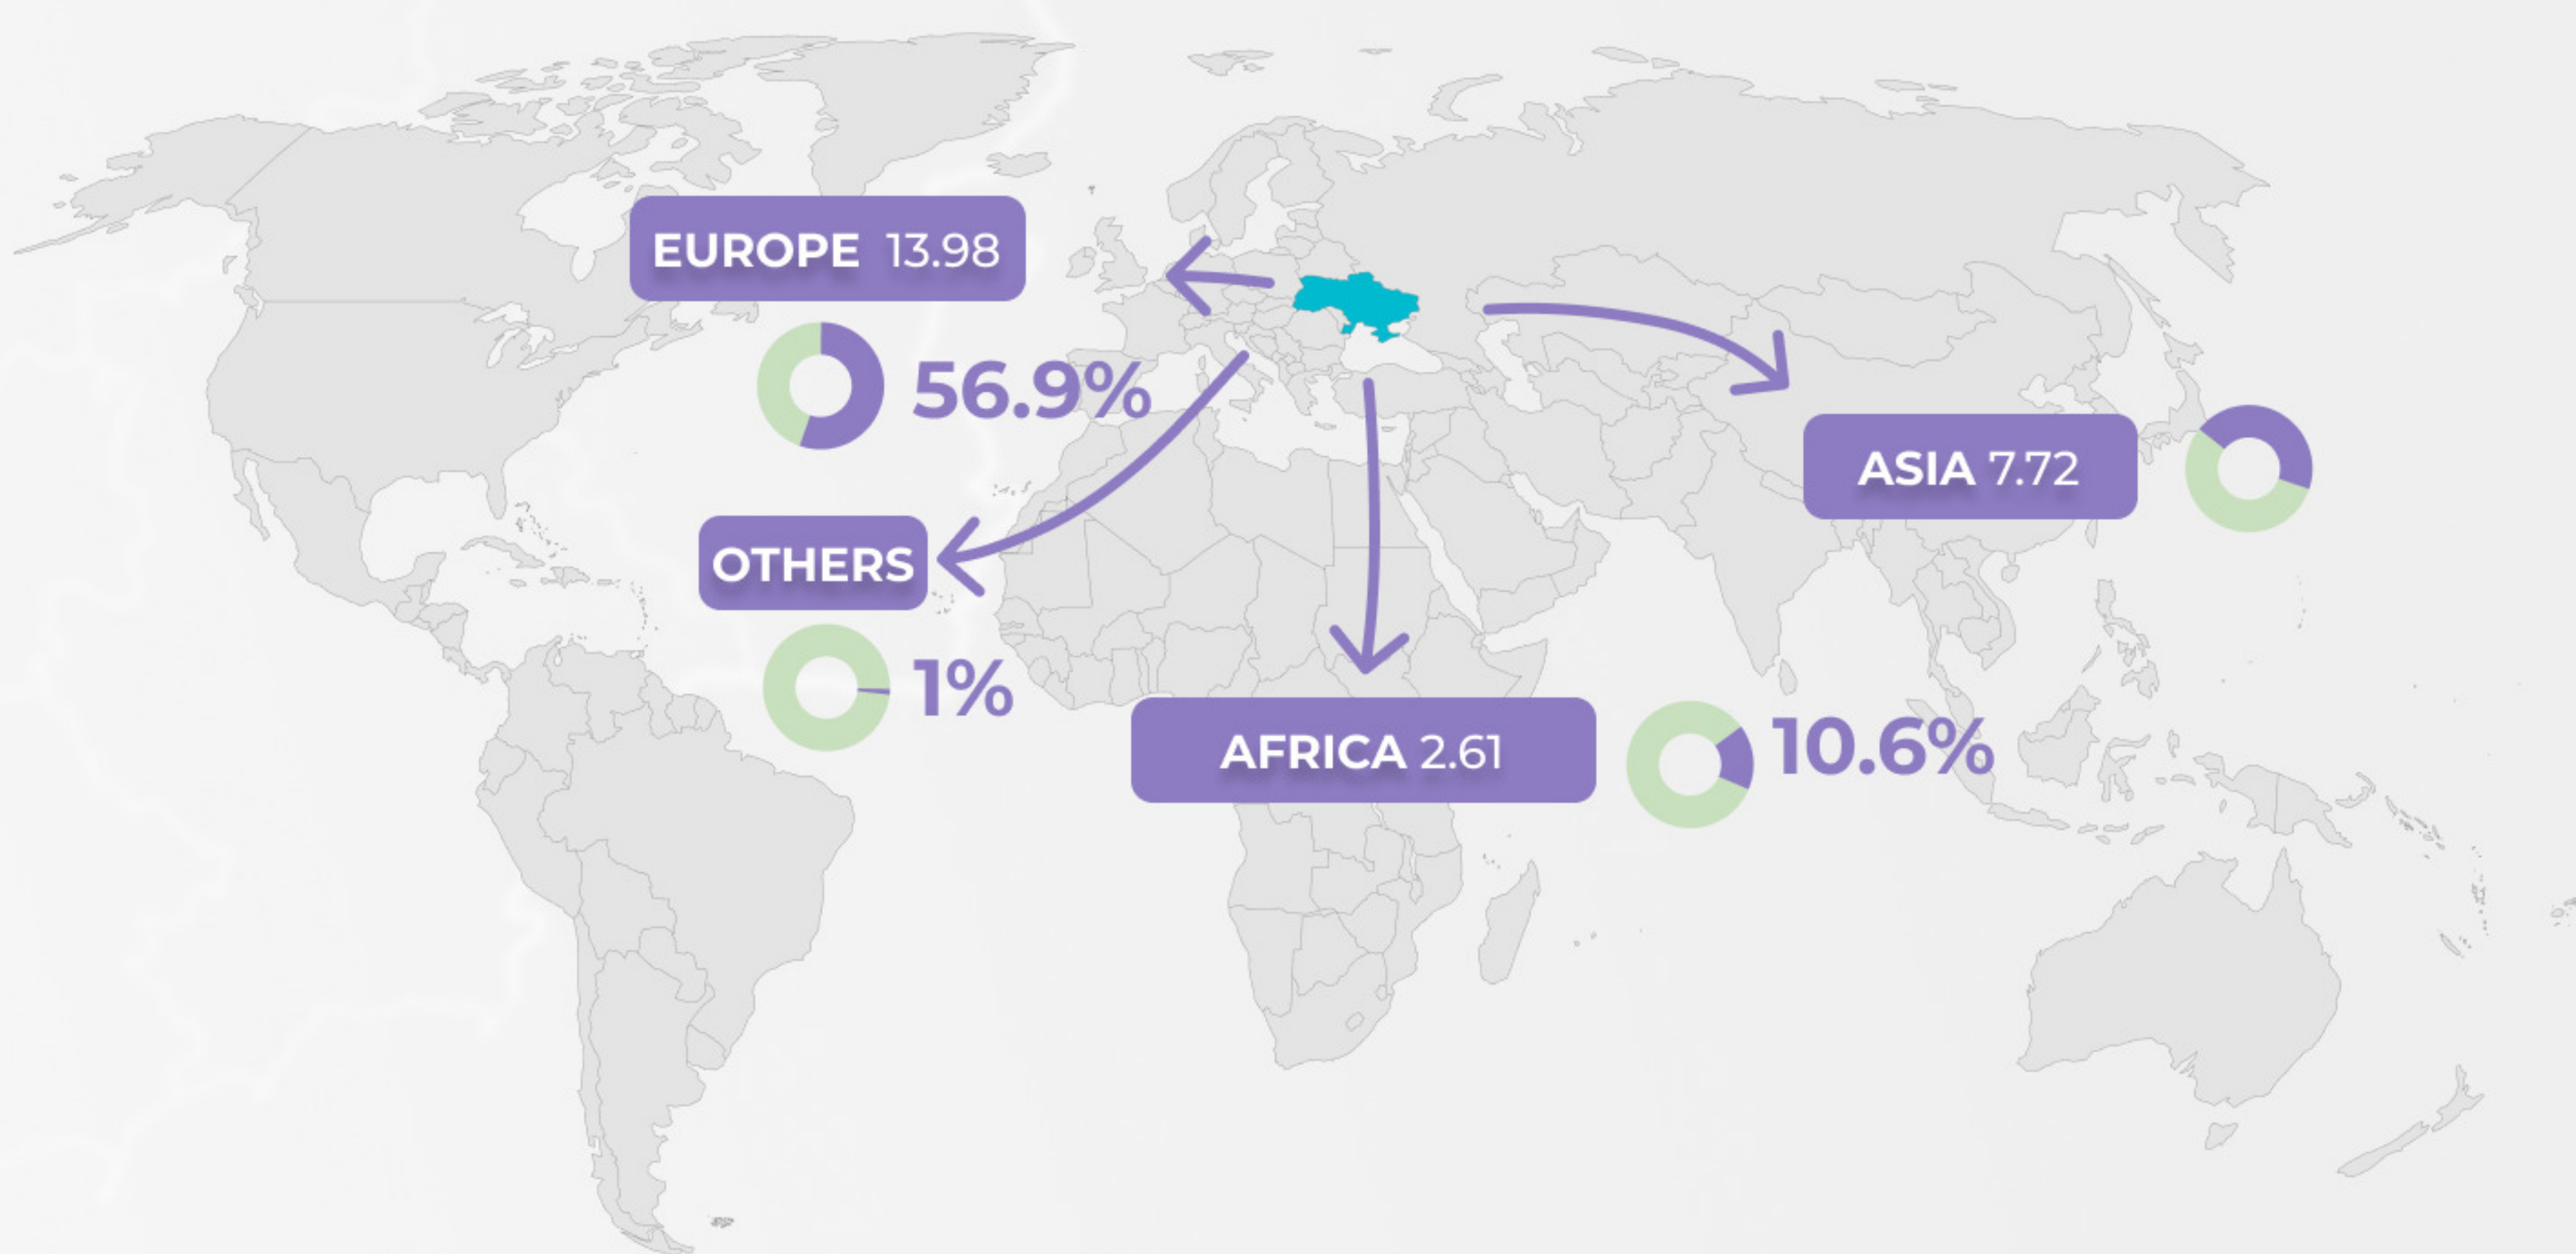 EUROPE 13.98
56.9%
ASIA 7.72
OTHERS
1%
AFRICA 2.61
10.6%